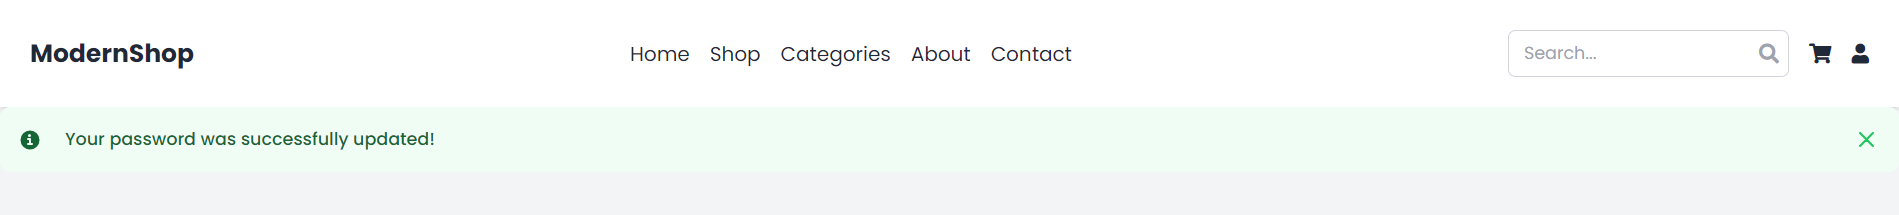 ModernShop
Home Shop Categories About Contact
Search...
Your password was successfully updated!